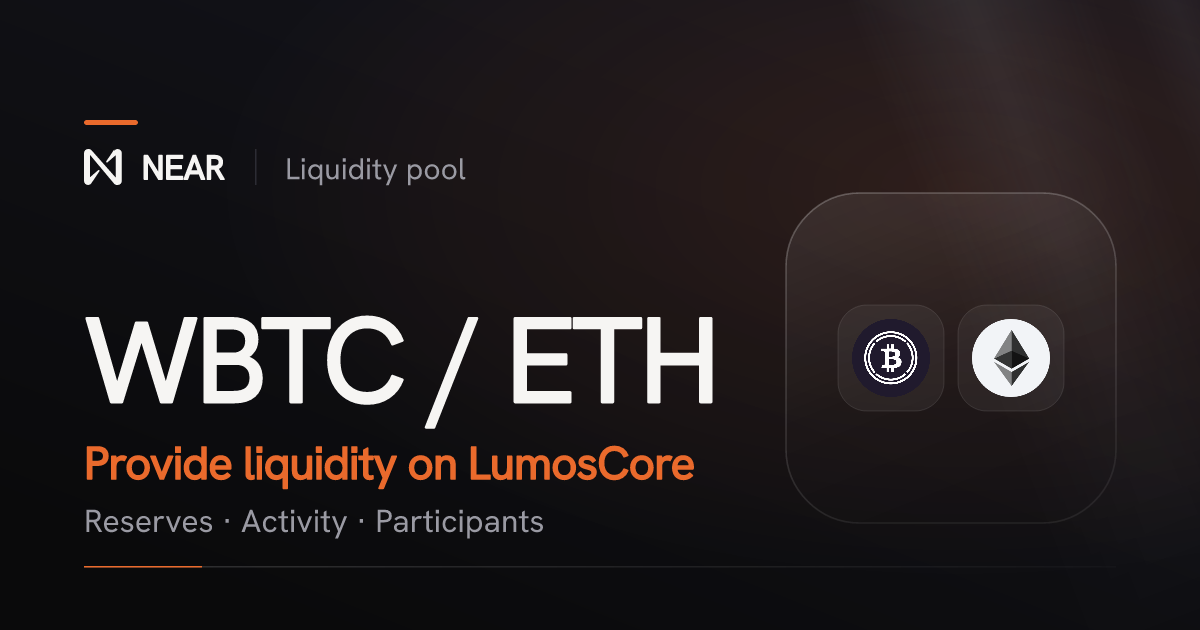 NEAR
Liquidity pool
WBTC / ETH
Provide liquidity on LumosCore
Reserves · Activity · Participants